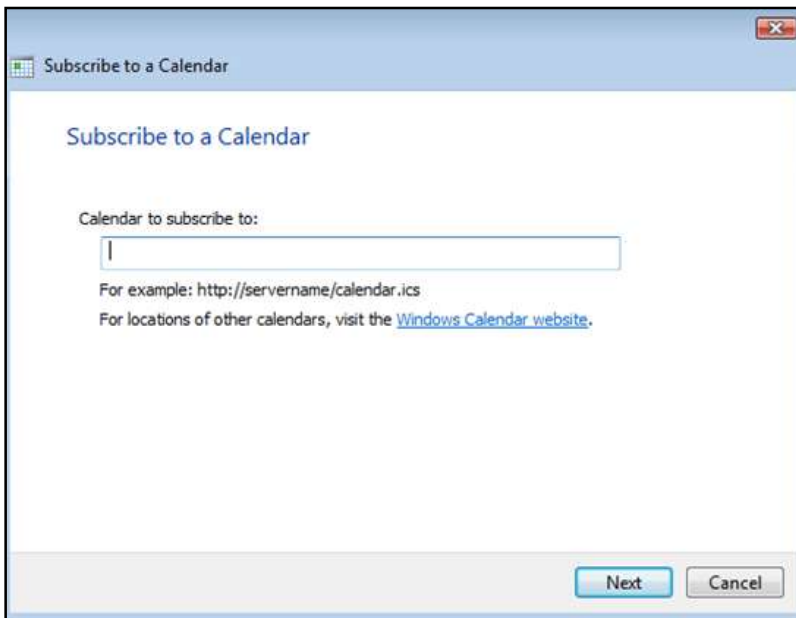 Subscribe to a Calendar
Subscribe to a Calendar
Calendar to subscribe to:
For example: http://servername/calendar.ics
For locations of other calendars, visit the Windows Calendar website.
Next Cancel